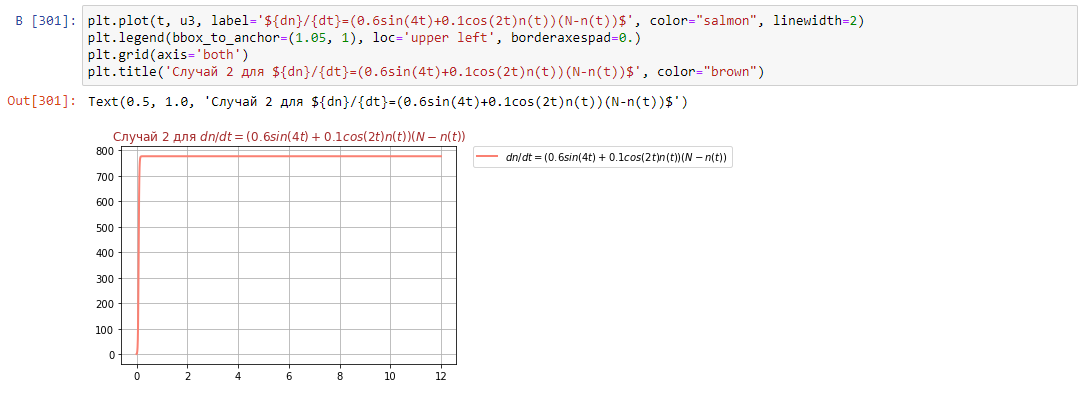 В [301]: plt.plot(t, u3, label='${dn}/{dt}=(0.6sin(4t)+0.1cos(2t)n(t))(N-n(t))$', color="salmon", linewidth=2)
plt.legend(bbox_to_anchor=(1.05, 1), loc='upper left', borderaxespad=0.)
plt.grid(axis='both')
plt.title('Случай 2 для ${dn}/{dt}=(0.6sin(4t)+0.1cos(2t)n(t))(N-n(t))$', color="brown")
Out[301]: Text(0.5, 1.0, 'Случай 2 для ${dn}/{dt}=(0.6sin(4t)+0.1cos(2t)n(t))(N-n(t))$')
Случай 2 для dn/dt = (0.6sin(4t) + 0.1cos(2t)n(t))(N − n(t))
dn/dt = (0.6sin(4t) + 0.1cos(2t)n(t))(N − n(t))
800
700
600
500
400
300
200
100
0
0 2 4 6 8 10 12